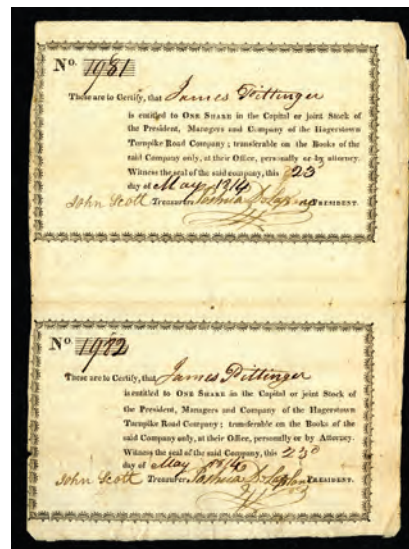 No. 1981
These are to Certify, that James Pittinger
is entitled to ONE SHARE in the Capital or joint Stock of
the President, Managers and Company of the Hagerstown
Turnpike Road Company; transferable on the Books of the
said Company only, at their Office, personally or by attorney.
Witness the seal of the said company, this 23
day of May 1814
John Scott Treasurer. Joshua PRESIDENT.
No. 1982
These are to Certify, that James Pittinger
is entitled to ONE SHARE in the Capital or joint Stock of
the President, Managers and Company of the Hagerstown
Turnpike Road Company; transferable on the Books of the
said Company only, at their Office, personally or by Attorney.
Witness the seal of the said Company, this 23
day of May
John Scott Treasurer. Joshua PRESIDENT.